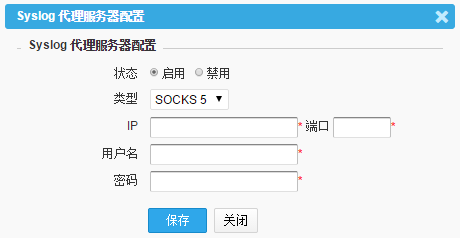 Syslog 代理服务器配置
Syslog 代理服务器配置
状态 启用 禁用
类型 SOCKS 5
IP * 端口 *
用户名 *
密码 *
保存 关闭